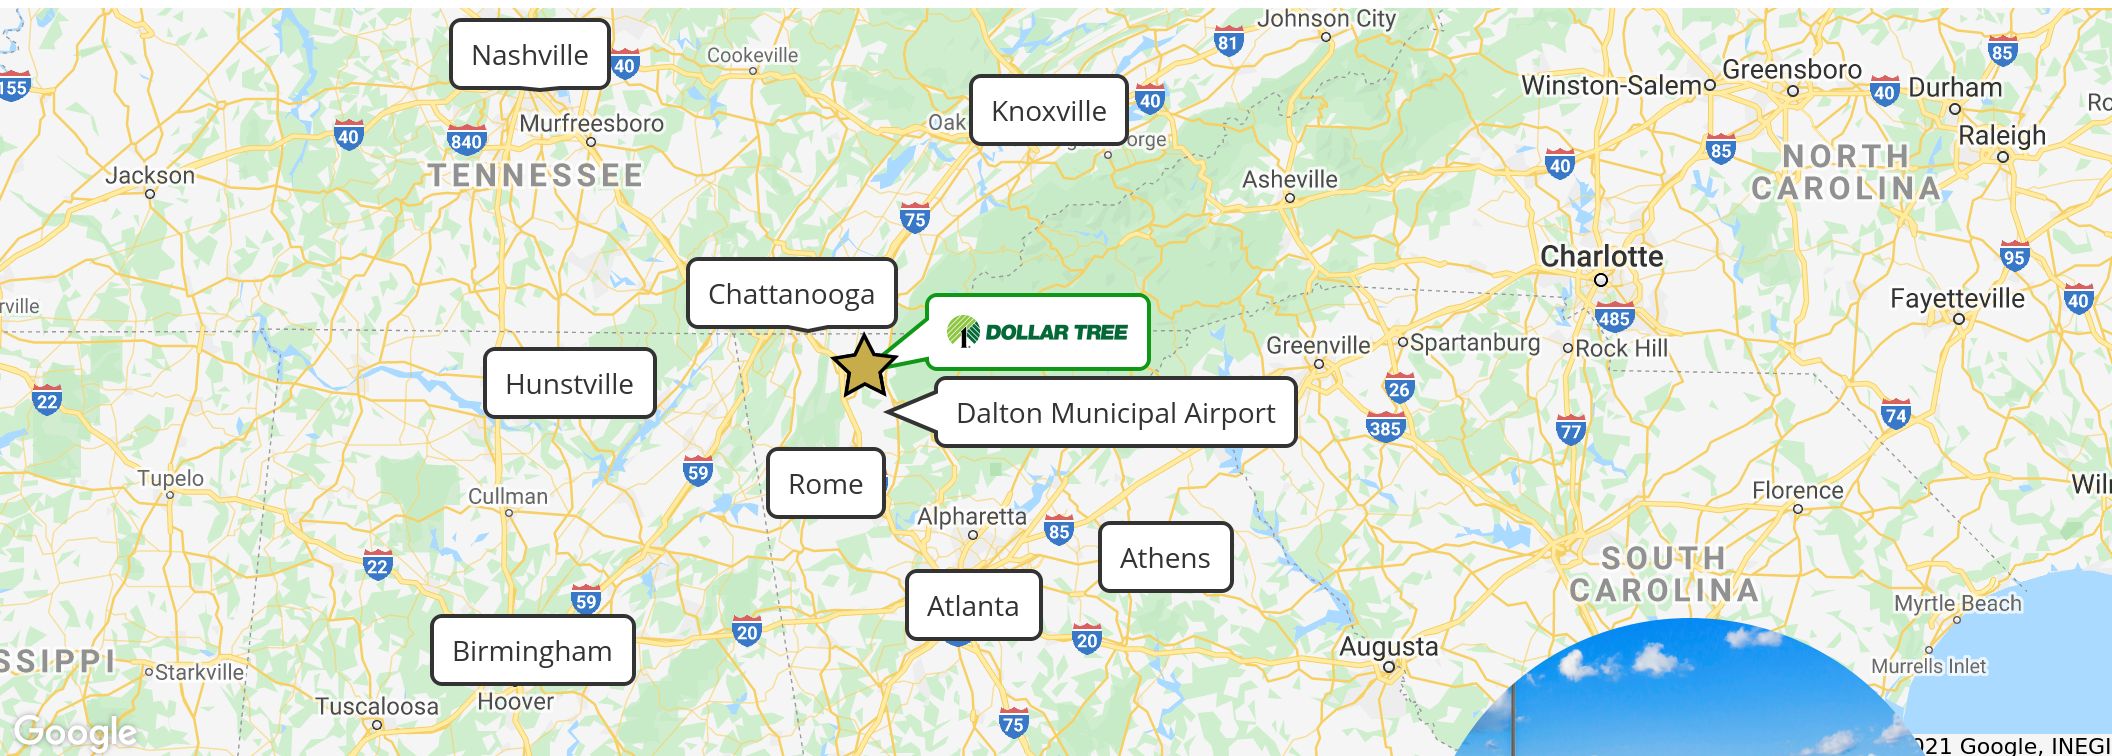 Johnson City
81
85
Nashville
40
Cookeville
155
Winston-Salem
Greensboro
40
Durham
Knoxville
40
Oak
orge
Murfreesboro
40
840
85
Raleigh
TENNESSEE
NORTH
CAROLINA
40
Jackson
Asheville
75
Charlotte
95
Chattanooga
Fayetteville
40
rville
485
DOLLAR TREE
Greenville
Spartanburg
Rock Hill
Hunstville
22
26
Dalton Municipal Airport
385
77
74
59
Tupelo
Rome
Cullman
Florence
Wilr
Alpharetta
85
Athens
SOUTH
CAROLINA
22
59
Atlanta
Myrtle Beach
20
20
Birmingham
Augusta
SSIPPI
Starkville
Murrells Inlet
Tuscaloosa
Hoover
75
Google
021 Google, INEGI